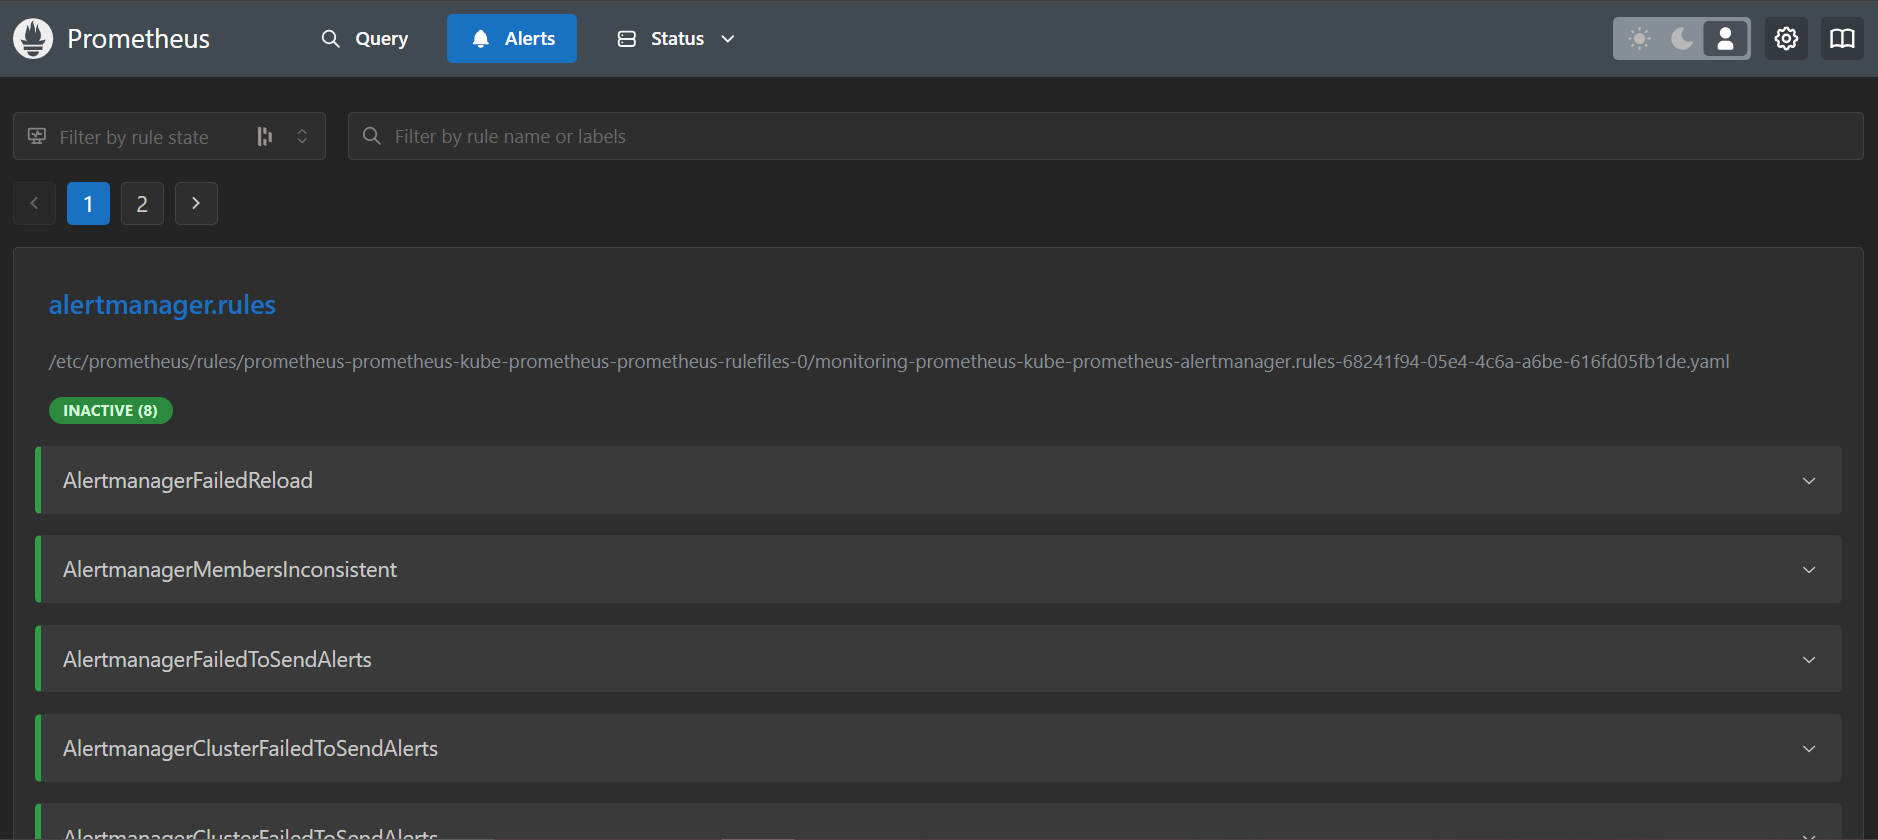 Prometheus
Query
Alerts
Status
Filter by rule state
Filter by rule name or labels
1
2
alertmanager.rules
/etc/prometheus/rules/prometheus-prometheus-kube-prometheus-prometheus-rulefiles-0/monitoring-prometheus-kube-prometheus-alertmanager.rules-68241f94-05e4-4c6a-a6be-616fd05fb1de.yaml
INACTIVE (8)
AlertmanagerFailedReload
AlertmanagerMembersInconsistent
AlertmanagerFailedToSendAlerts
AlertmanagerClusterFailedToSendAlerts
AlertmanagerClusterFailedToSendAlerts